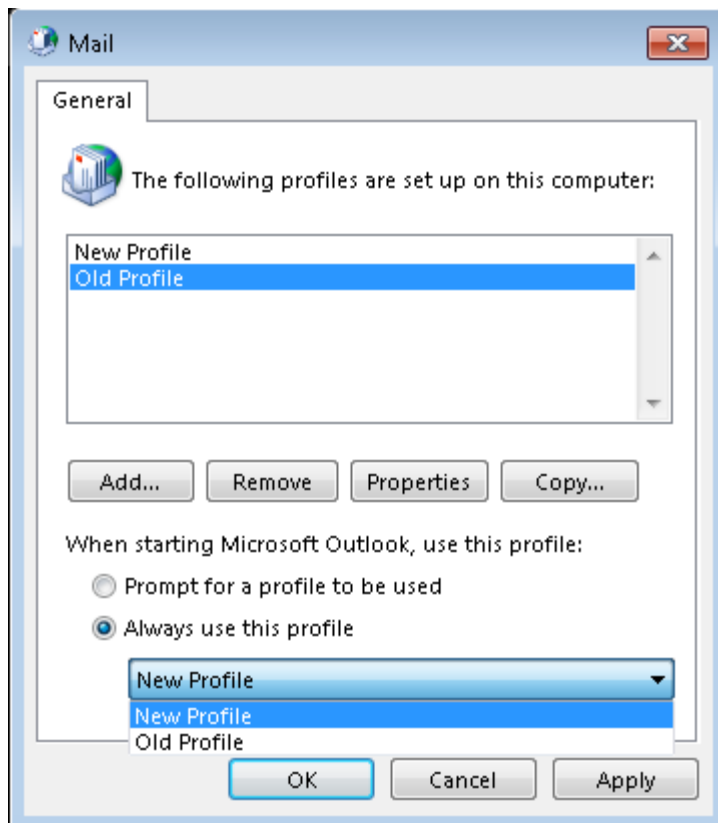 Mail
General
The following profiles are set up on this computer:
New Profile
Old Profile
Add... Remove Properties Copy...
When starting Microsoft Outlook, use this profile:
Prompt for a profile to be used
Always use this profile
New Profile
New Profile
Old Profile
OK Cancel Apply